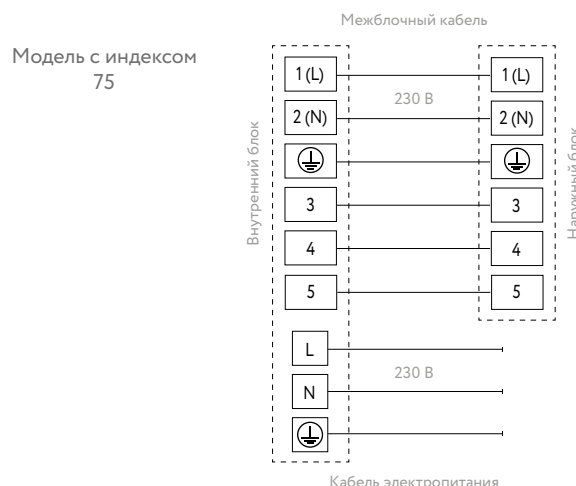 Межблочный кабель
Модель с индексом
75
Внутренний блок
Наружный блок
1 (L) 1 (L)
230 В
2 (N) 2 (N)
3 3
4 4
5 5
L
230 В
N
Кабель электропитания